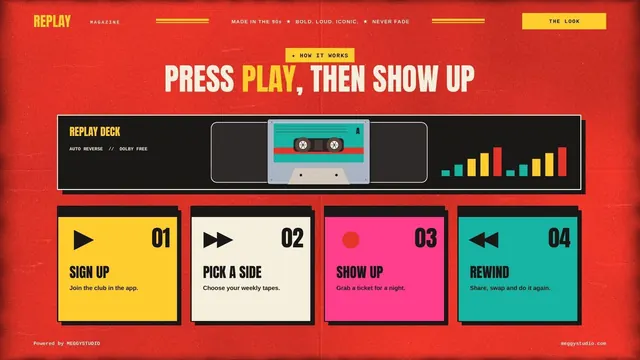 REPLAY MAGAZINE
MADE IN THE 90s ★ BOLD. LOUD. ICONIC. ★ NEVER FADE
THE LOOK
HOW IT WORKS
PRESS PLAY, THEN SHOW UP
REPLAY DECK
AUTO REVERSE // DOLBY FREE
A
01
SIGN UP
Join the club in the app.
02
PICK A SIDE
Choose your weekly tapes.
03
SHOW UP
Grab a ticket for a night.
04
REWIND
Share, swap and do it again.
Powered by MEGGYSTUDIO
meggystudio.com